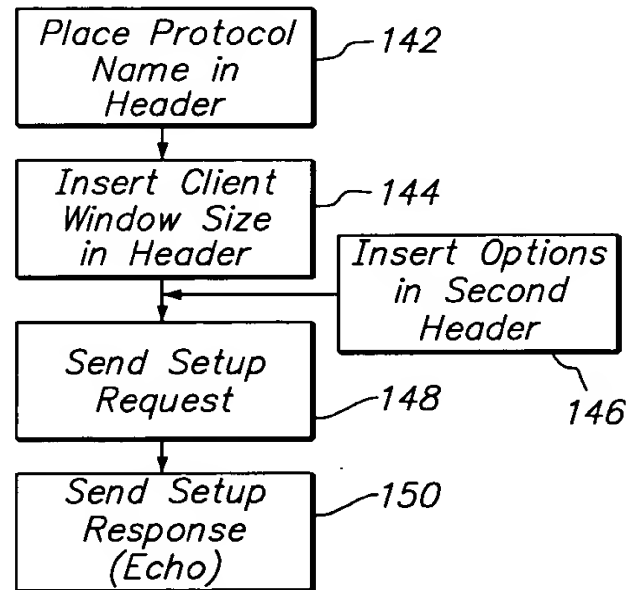 Place Protocol
Name in
Header
142
Insert Client
Window Size
in Header
144
Insert Options
in Second
Header
146
Send Setup
Request
148
Send Setup
Response
(Echo)
150